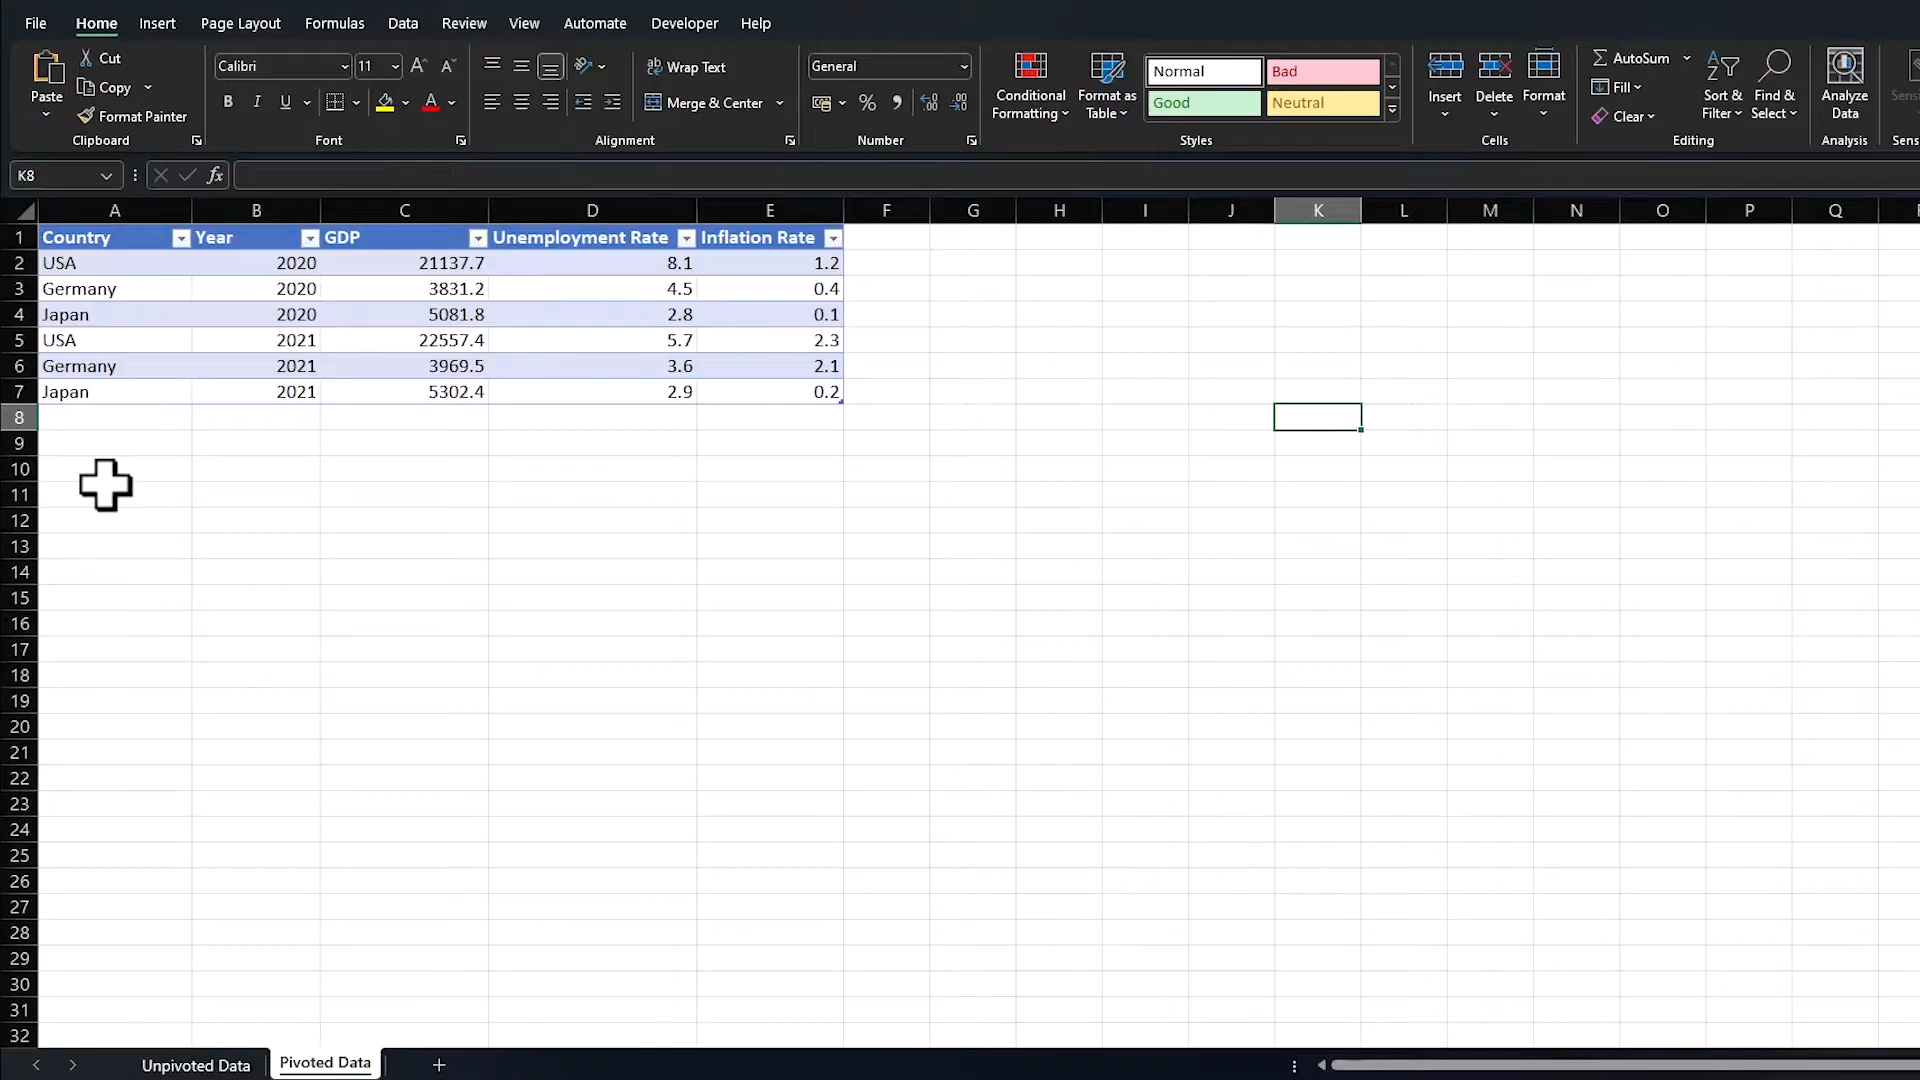 File Home Insert Page Layout Formulas Data Review View Automate Developer Help
Paste
Cut
Copy
Format Painter
Clipboard
Calibri 11
B I U
Font
Wrap Text
Merge & Center
Alignment
General
Number
Conditional Formatting
Format as Table
Normal Bad
Good Neutral
Styles
Insert Delete Format
Cells
AutoSum
Fill
Clear
Sort & Filter
Find & Select
Editing
Analyze Data
Analysis
K8 fx
A B C D E F G H I J K L M N O P Q
1 Country Year GDP Unemployment Rate Inflation Rate
2 USA 2020 21137.7 8.1 1.2
3 Germany 2020 3831.2 4.5 0.4
4 Japan 2020 5081.8 2.8 0.1
5 USA 2021 22557.4 5.7 2.3
6 Germany 2021 3969.5 3.6 2.1
7 Japan 2021 5302.4 2.9 0.2
8
9
10
11
12
13
14
15
16
17
18
19
20
21
22
23
24
25
26
27
28
29
30
31
32
Unpivoted Data Pivoted Data +